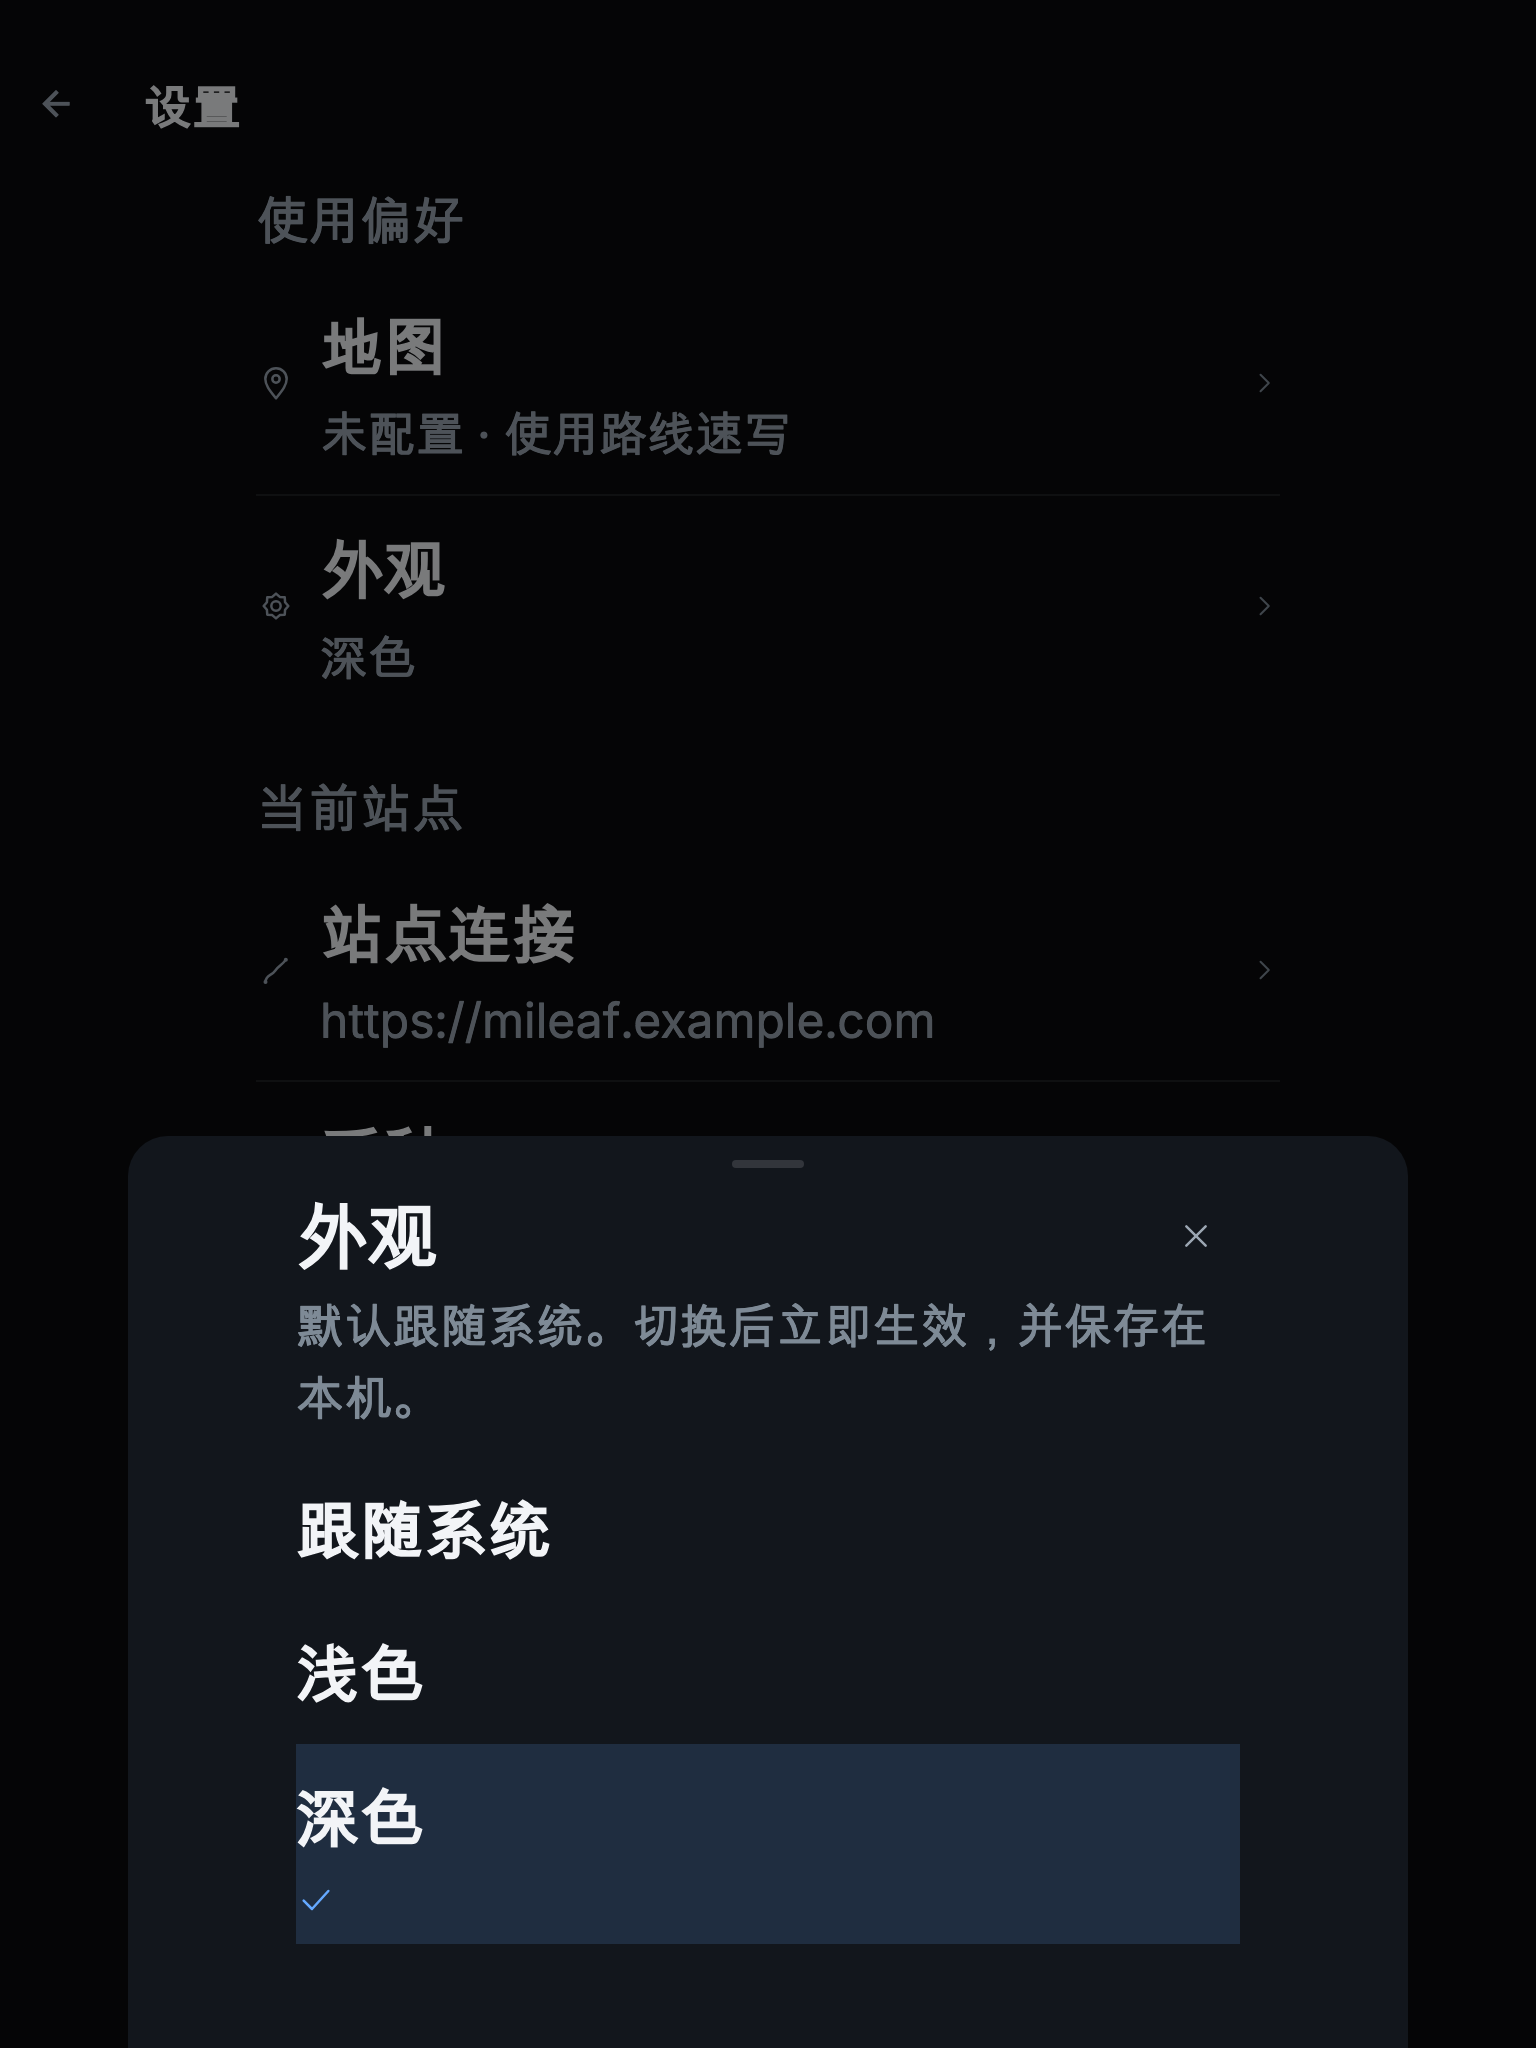 设置
使用偏好
地图
未配置 · 使用路线速写
外观
深色
当前站点
站点连接
https://mileaf.example.com
外观
默认跟随系统。切换后立即生效，并保存在
本机。
跟随系统
浅色
深色